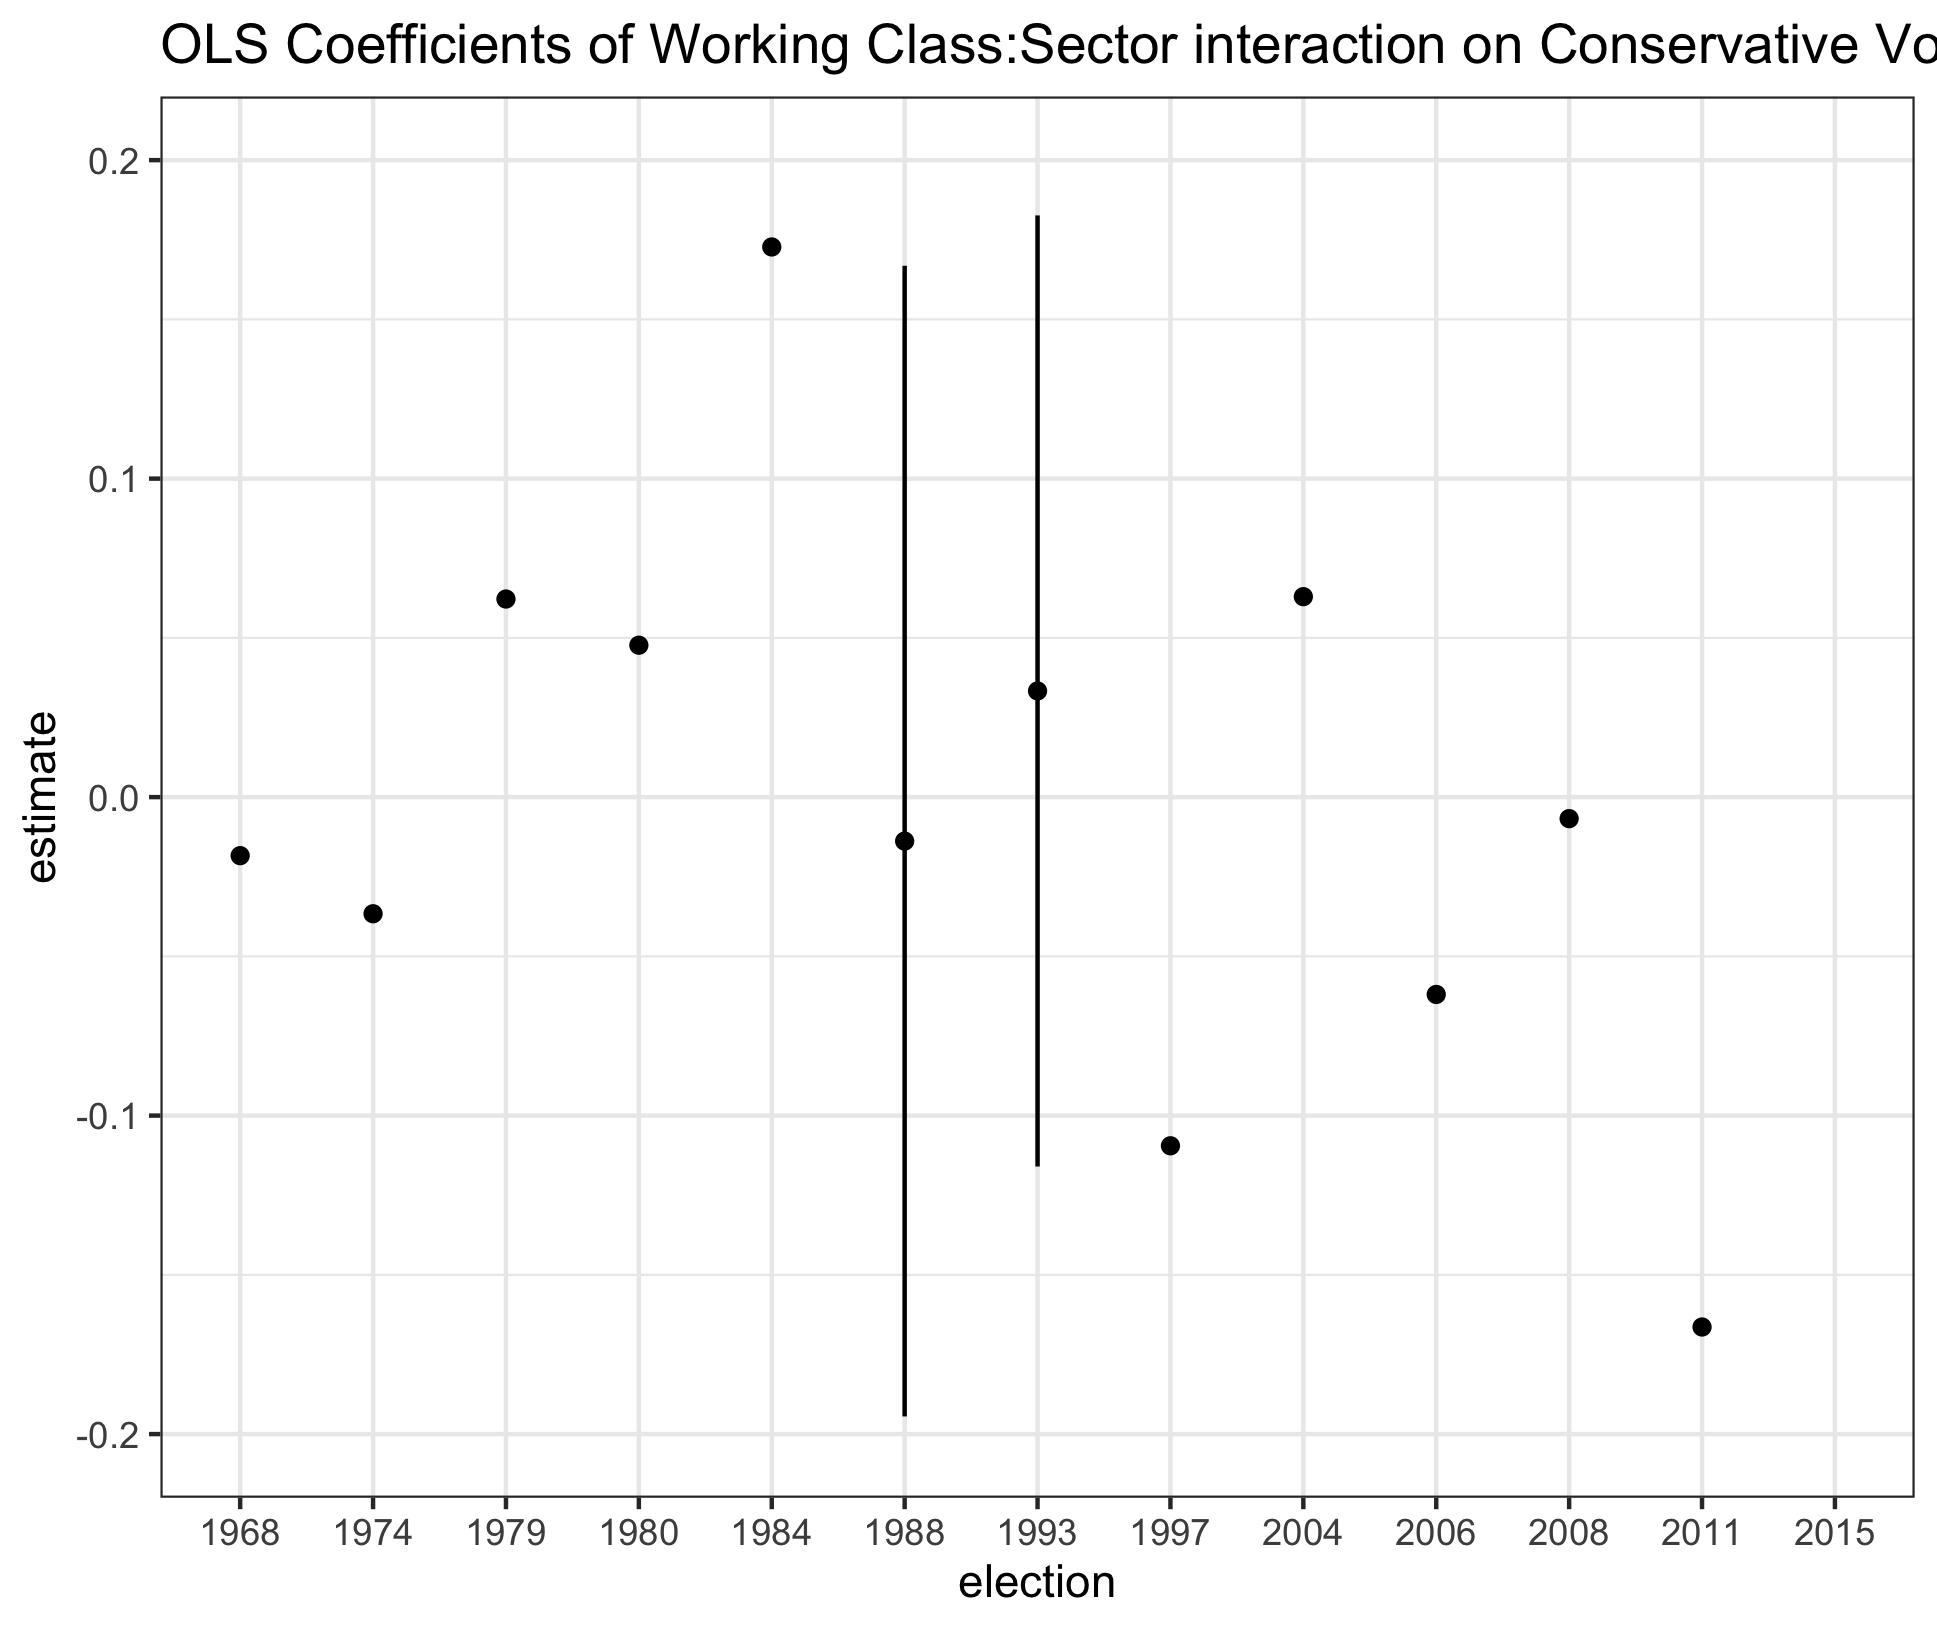 OLS Coefficients of Working Class:Sector interaction on Conservative Vo
0.2
0.1
0.0
-0.1
-0.2
estimate
1968 1974 1979 1980 1984 1988 1993 1997 2004 2006 2008 2011 2015
election